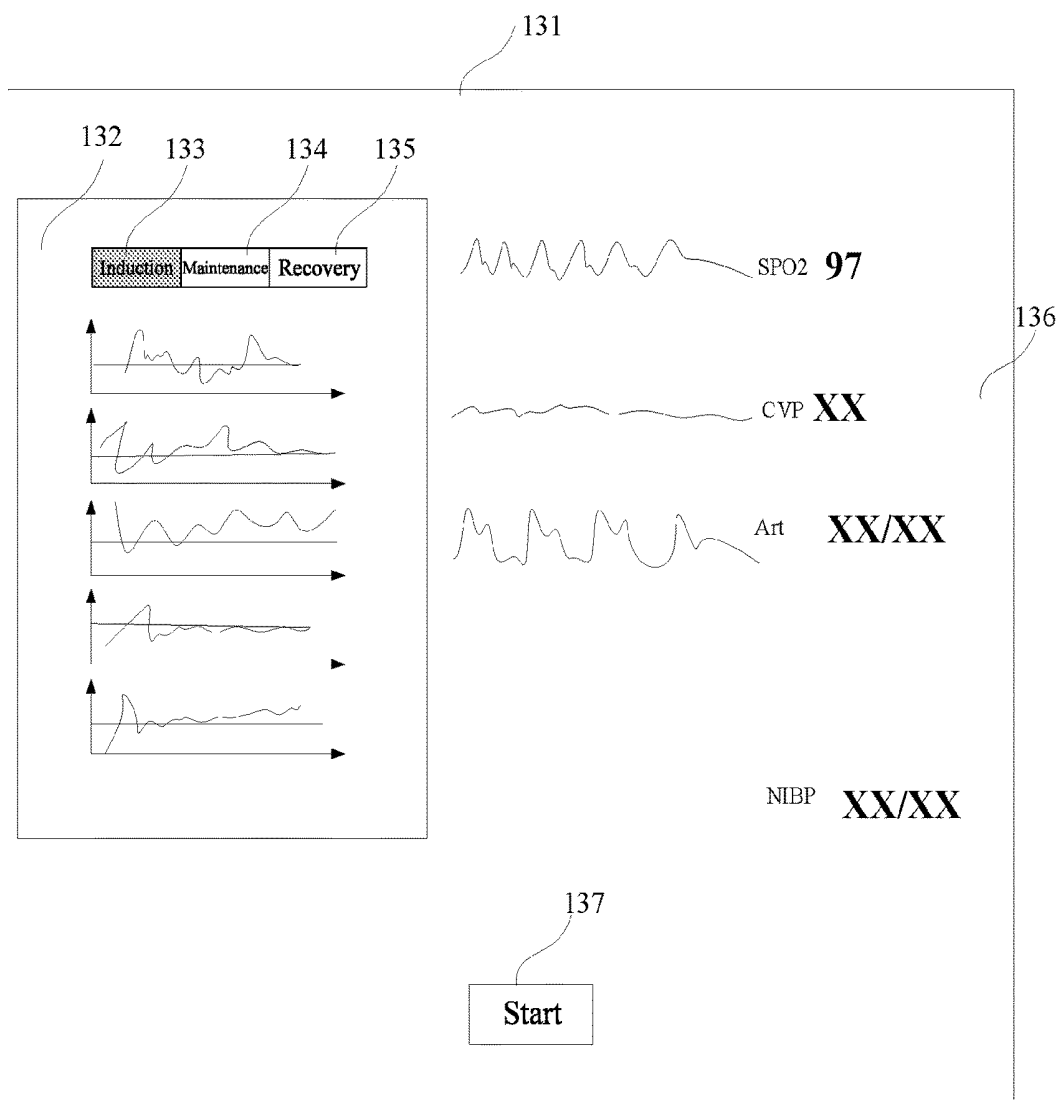 131
132
133
134
135
Induction Maintenance Recovery
SPO2 97
136
CVP XX
Art XX/XX
NIBP XX/XX
137
Start